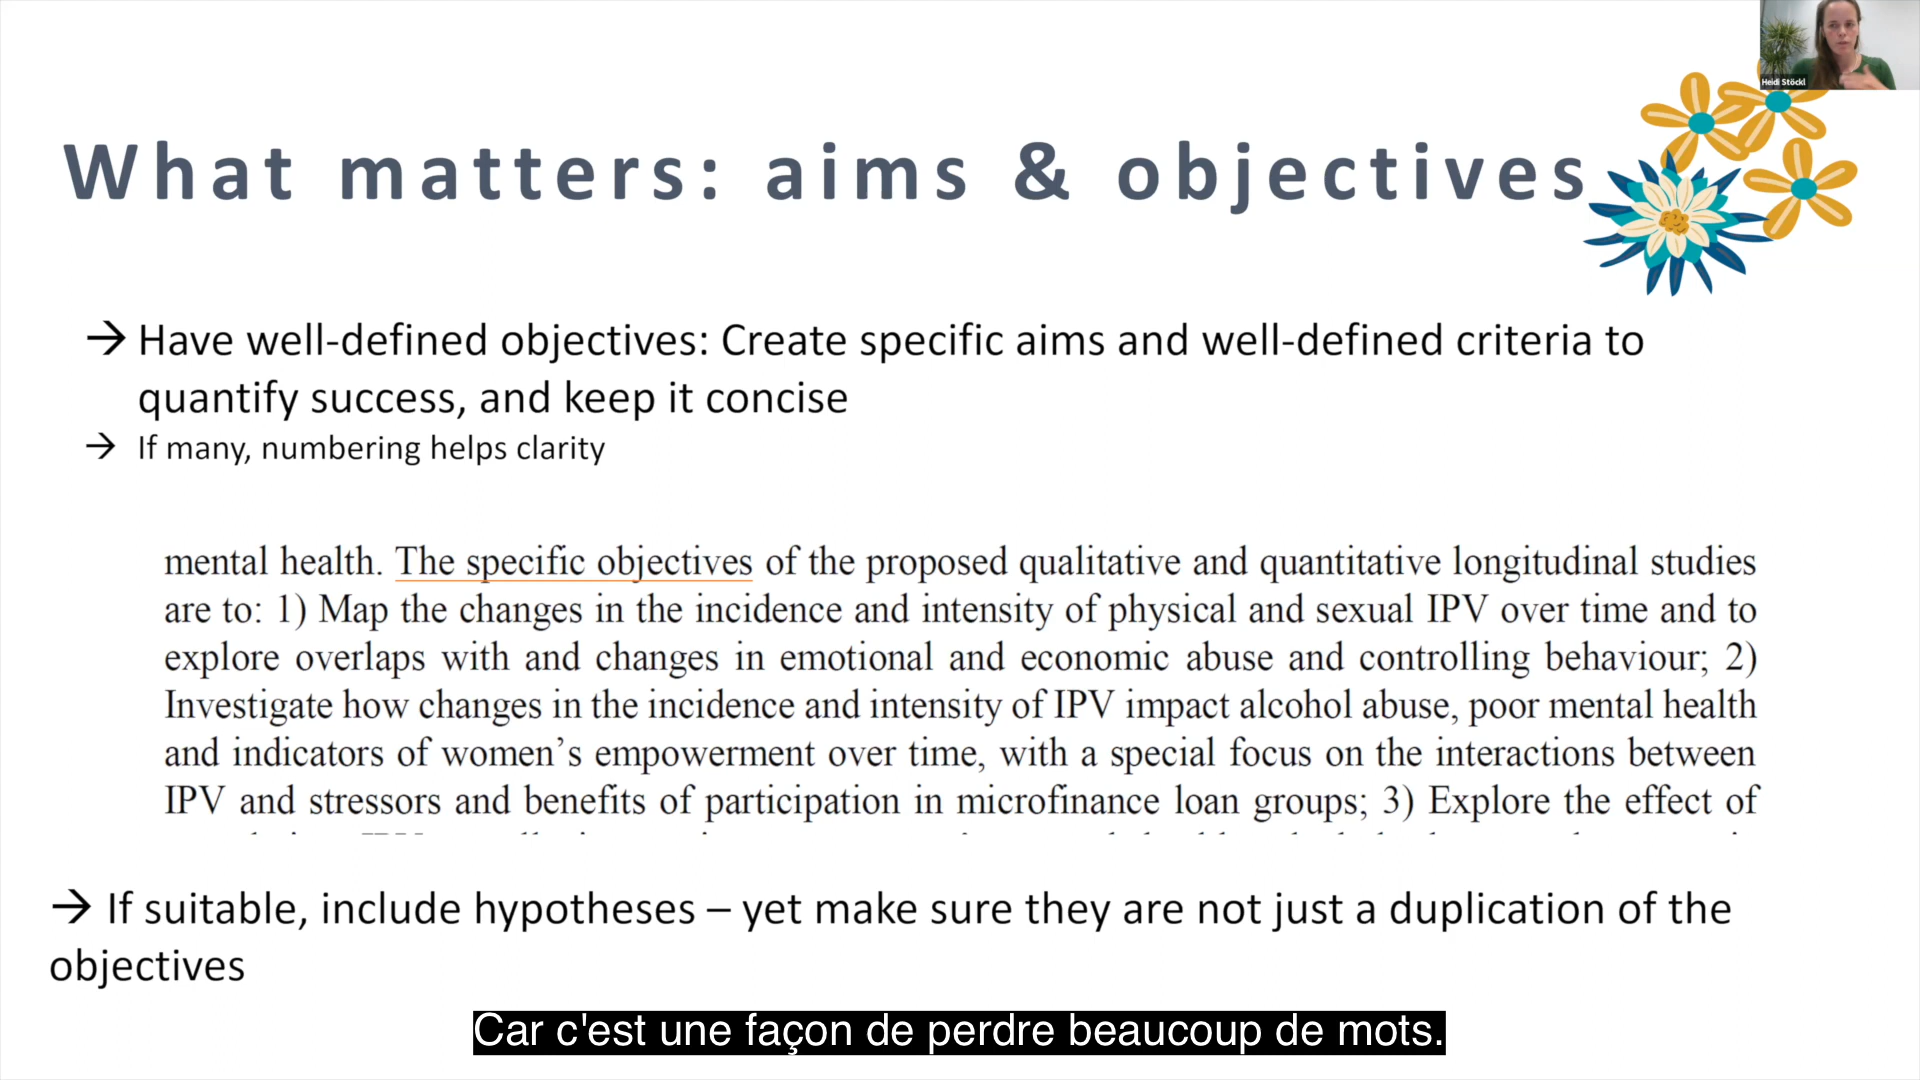 Heidi Stöckl
What matters: aims & objectives
→ Have well-defined objectives: Create specific aims and well-defined criteria to
quantify success, and keep it concise
→ If many, numbering helps clarity
mental health. The specific objectives of the proposed qualitative and quantitative longitudinal studies
are to: 1) Map the changes in the incidence and intensity of physical and sexual IPV over time and to
explore overlaps with and changes in emotional and economic abuse and controlling behaviour; 2)
Investigate how changes in the incidence and intensity of IPV impact alcohol abuse, poor mental health
and indicators of women’s empowerment over time, with a special focus on the interactions between
IPV and stressors and benefits of participation in microfinance loan groups; 3) Explore the effect of
→ If suitable, include hypotheses – yet make sure they are not just a duplication of the
objectives
Car c'est une façon de perdre beaucoup de mots.